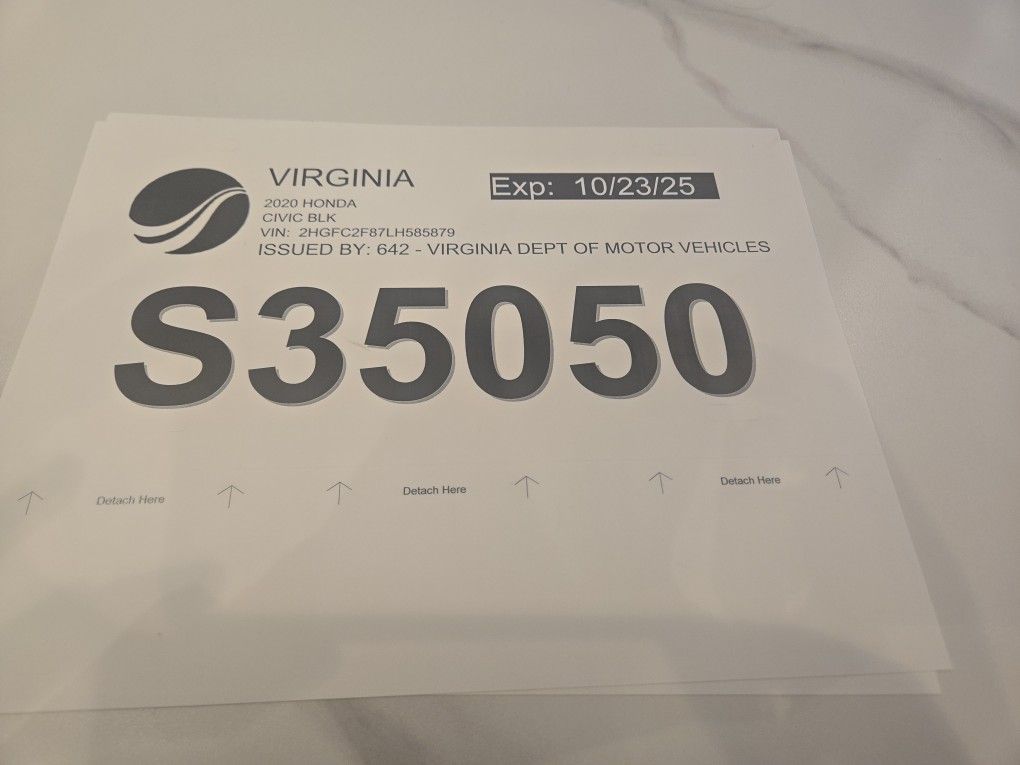 VIRGINIA
Exp: 10/23/25
2020 HONDA
CIVIC BLK
VIN: 2HGFC2F87LH585879
ISSUED BY: 642 - VIRGINIA DEPT OF MOTOR VEHICLES
S35050
Detach Here Detach Here Detach Here